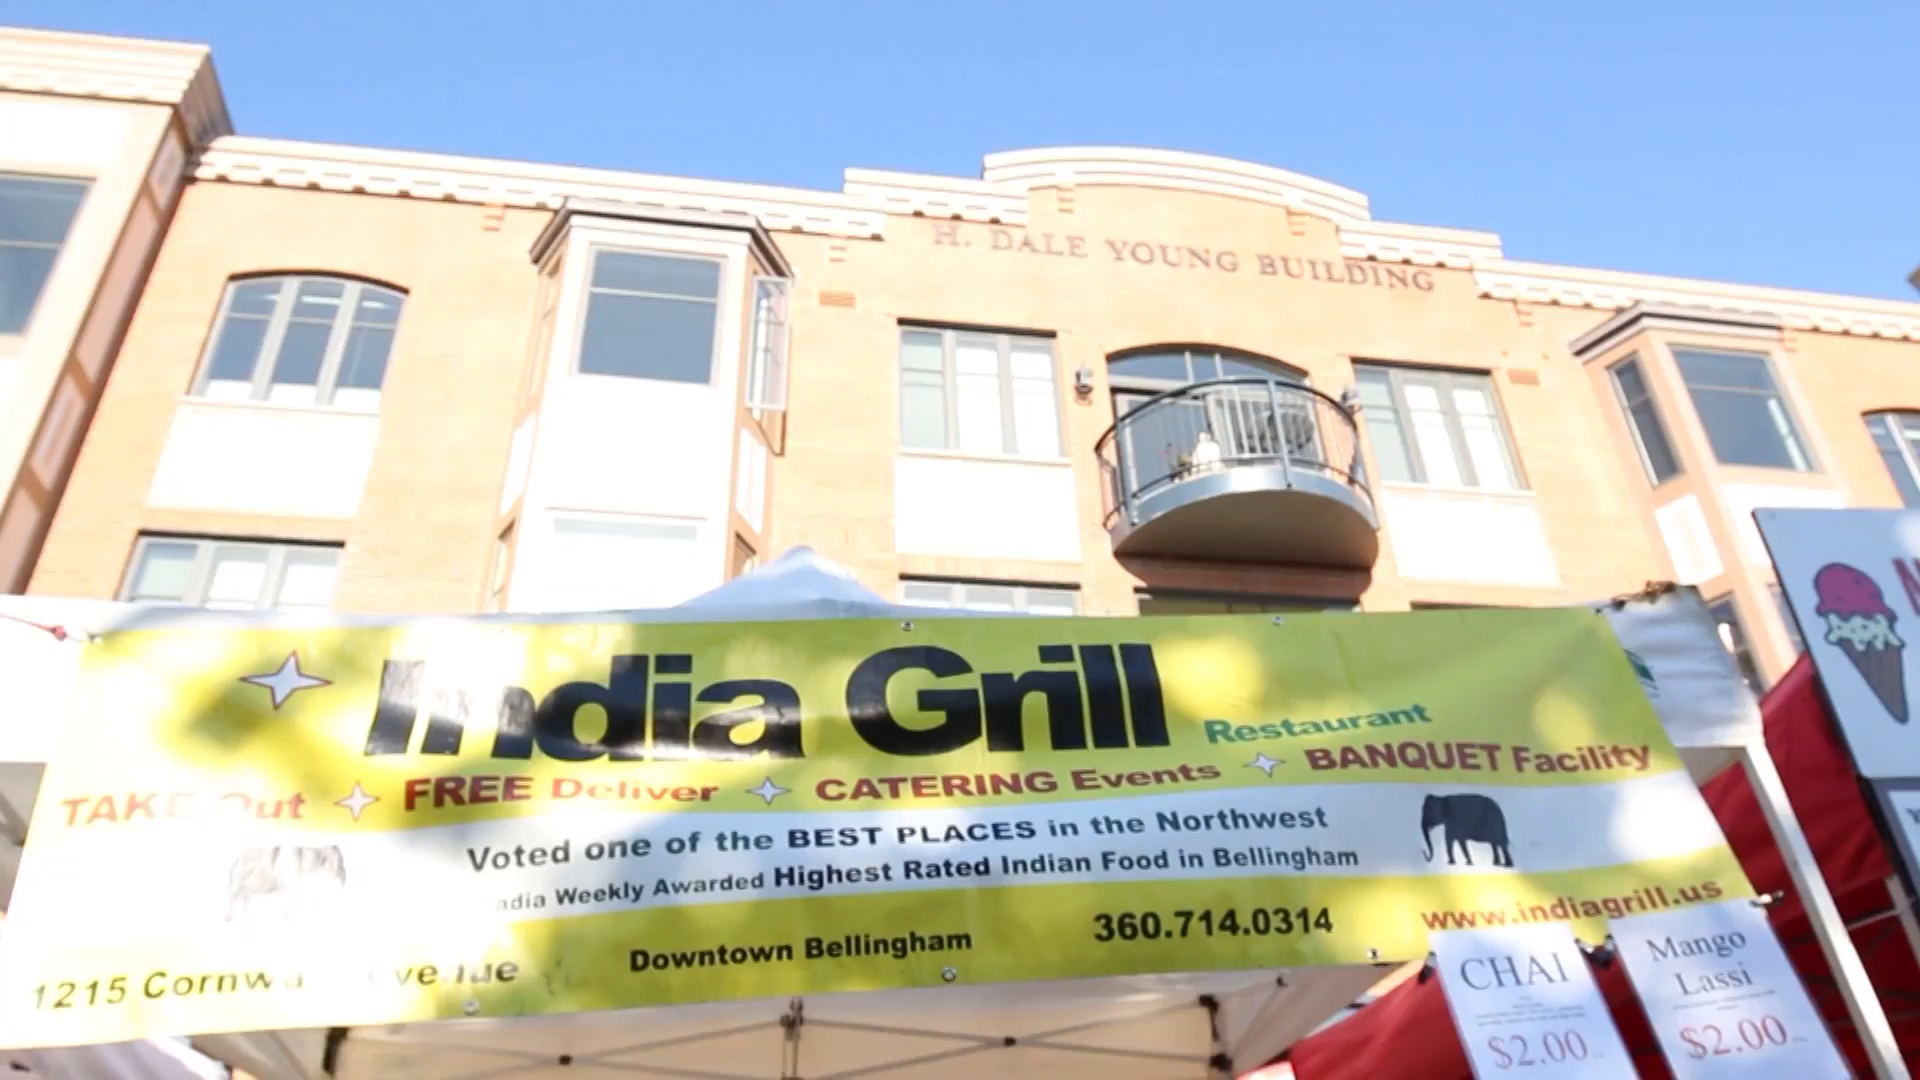 H. DALE YOUNG BUILDING
India Grill Restaurant
TAKE Out FREE Deliver CATERING Events BANQUET Facility
Voted one of the BEST PLACES in the Northwest
Weekly Awarded Highest Rated Indian Food in Bellingham
1215 Downtown Bellingham 360.714.0314 www.indiagrill.us
CHAI
$2.00
Mango
Lassi
$2.00